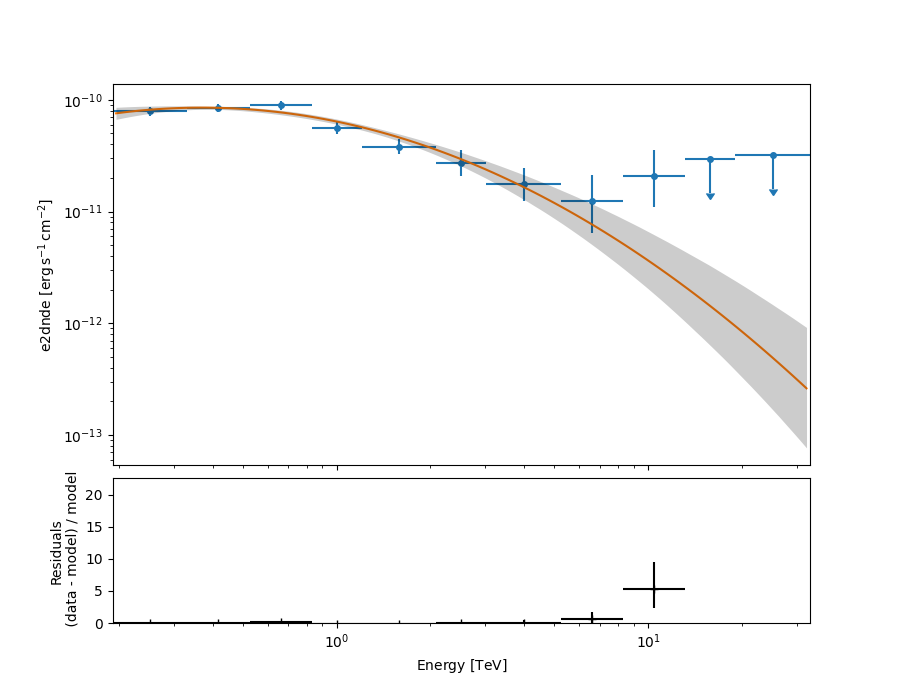 10⁻¹⁰
10⁻¹¹
10⁻¹²
10⁻¹³
e2dnde [erg s⁻¹ cm⁻²]
20
15
10
5
0
Residuals
(data - model) / model
10⁰
10¹
Energy [TeV]